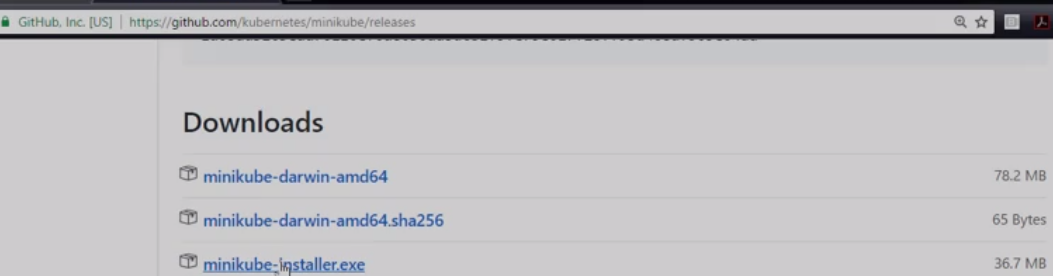 GitHub, Inc. [US] | https://github.com/kubernetes/minikube/releases
Downloads
minikube-darwin-amd64 78.2 MB
minikube-darwin-amd64.sha256 65 Bytes
minikube-installer.exe 36.7 MB